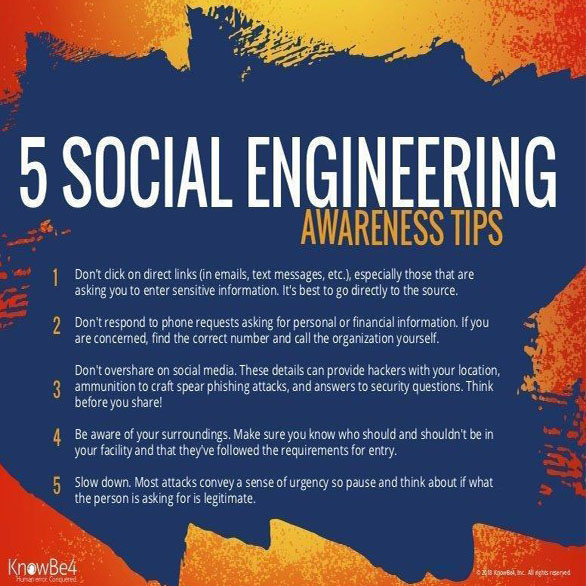 5 SOCIAL ENGINEERING
AWARENESS TIPS
1 Don't click on direct links (in emails, text messages, etc.), especially those that are
asking you to enter sensitive information. It's best to go directly to the source.
2 Don't respond to phone requests asking for personal or financial information. If you
are concerned, find the correct number and call the organization yourself.
Don't overshare on social media. These details can provide hackers with your location,
3 ammunition to craft spear phishing attacks, and answers to security questions. Think
before you share!
4 Be aware of your surroundings. Make sure you know who should and shouldn't be in
your facility and that they've followed the requirements for entry.
5 Slow down. Most attacks convey a sense of urgency so pause and think about if what
the person is asking for is legitimate.
KnowBe4
Human error. Conquered.
© 2018 KnowBe4, Inc. All rights reserved.